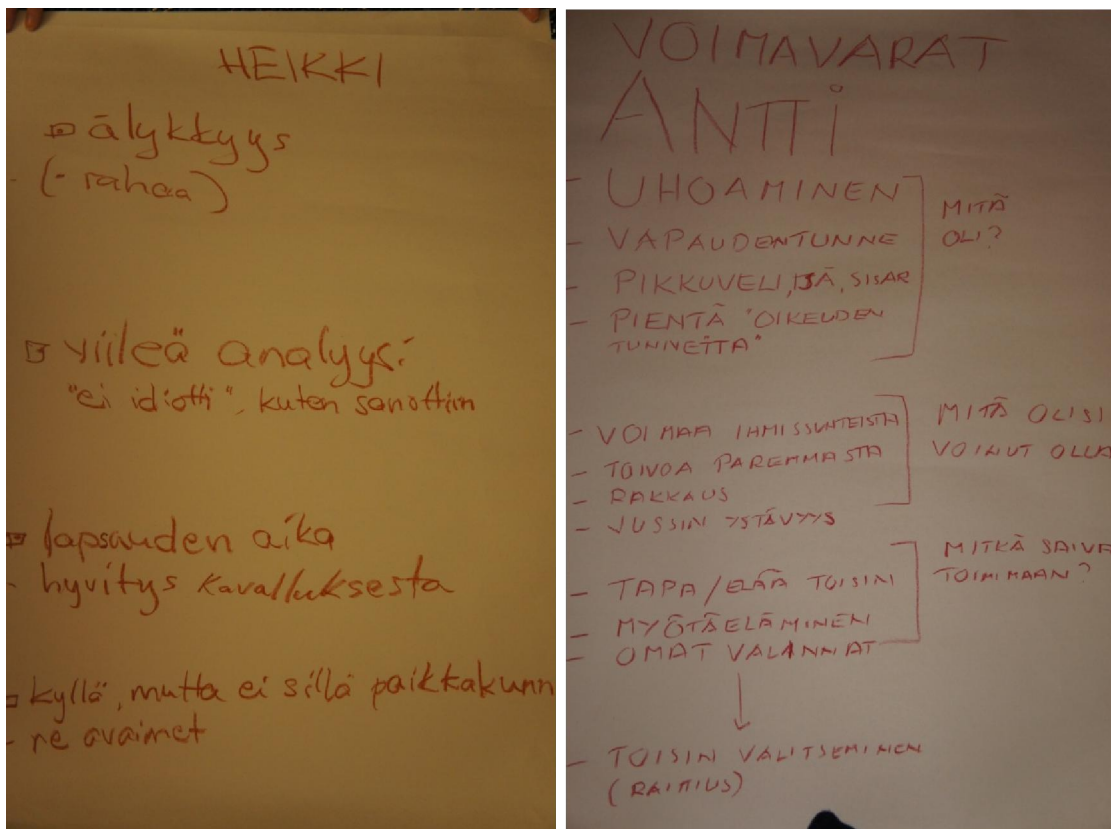 HEIKKI
älykkyys
- (- rahaa)
viileä analyysi
"ei idiotti", kuten sanottiin
lapsuuden aika
- hyvitys kavalluksesta
kyllä, mutta ei sillä paikkakunn
- ne avaimet
VOIMAVARAT
ANTTI
- UHOAMINEN
- VAPAUDENTUNNE
- PIKKUVELI, ISÄ, SISAR
- PIENTÄ "OIKEUDEN
TUNNETTA"
MITÄ
OLI?
- VOIMAA IHMISSUHTEISTA
- TOIVOA PAREMMASTA
- RAKKAUS
- JUSSIN YSTÄVYYS
MITÄ OLISI
VOINUT OLLA
- TAPA/ELÄÄ TOISIN
- MYÖTÄELÄMINEN
- OMAT VALINNAT
MITKÄ SAIVA
TOIMIMAAN?
- TOISIN VALITSEMINEN
(RAITIUS)